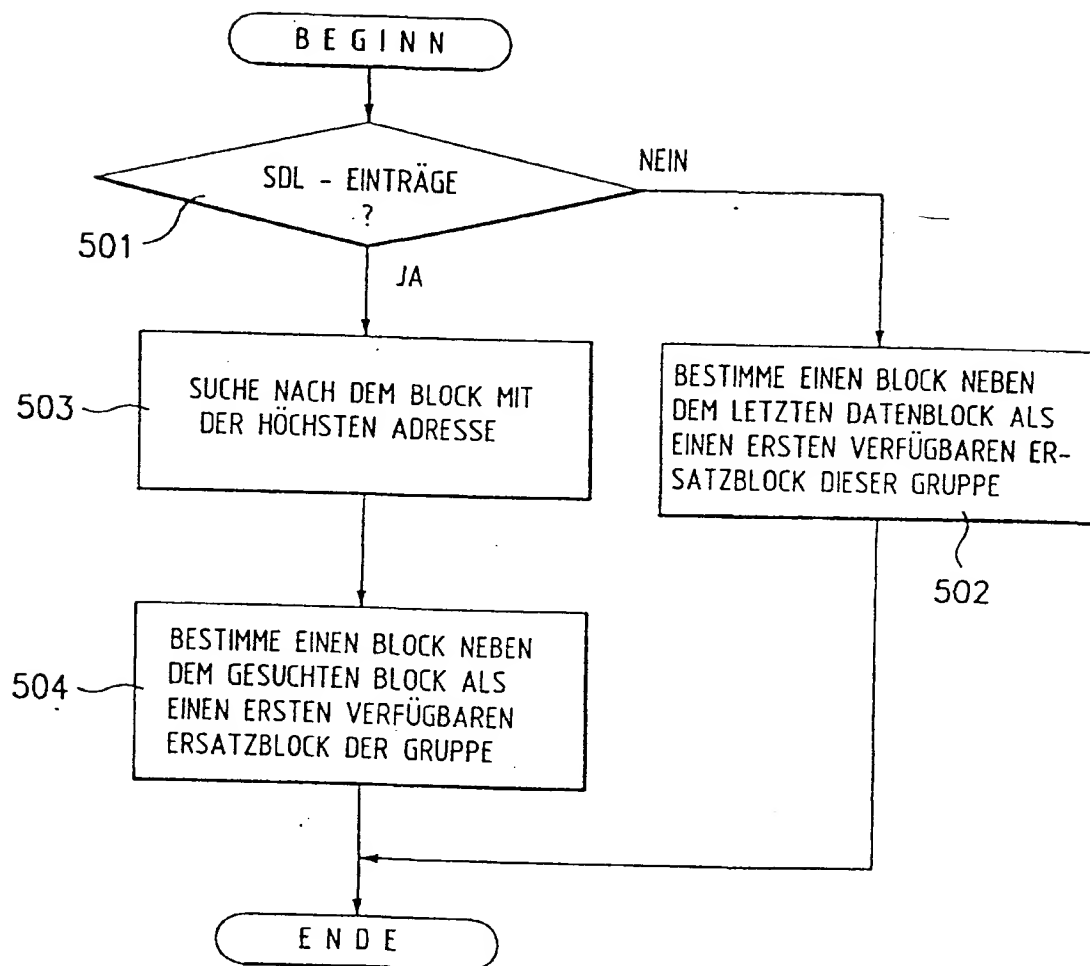 BEGINN
SDL - EINTRÄGE
?
NEIN
501
JA
503
SUCHE NACH DEM BLOCK MIT
DER HÖCHSTEN ADRESSE
BESTIMME EINEN BLOCK NEBEN
DEM LETZTEN DATENBLOCK ALS
EINEN ERSTEN VERFÜGBAREN ER-
SATZBLOCK DIESER GRUPPE
502
504
BESTIMME EINEN BLOCK NEBEN
DEM GESUCHTEN BLOCK ALS
EINEN ERSTEN VERFÜGBAREN
ERSATZBLOCK DER GRUPPE
ENDE